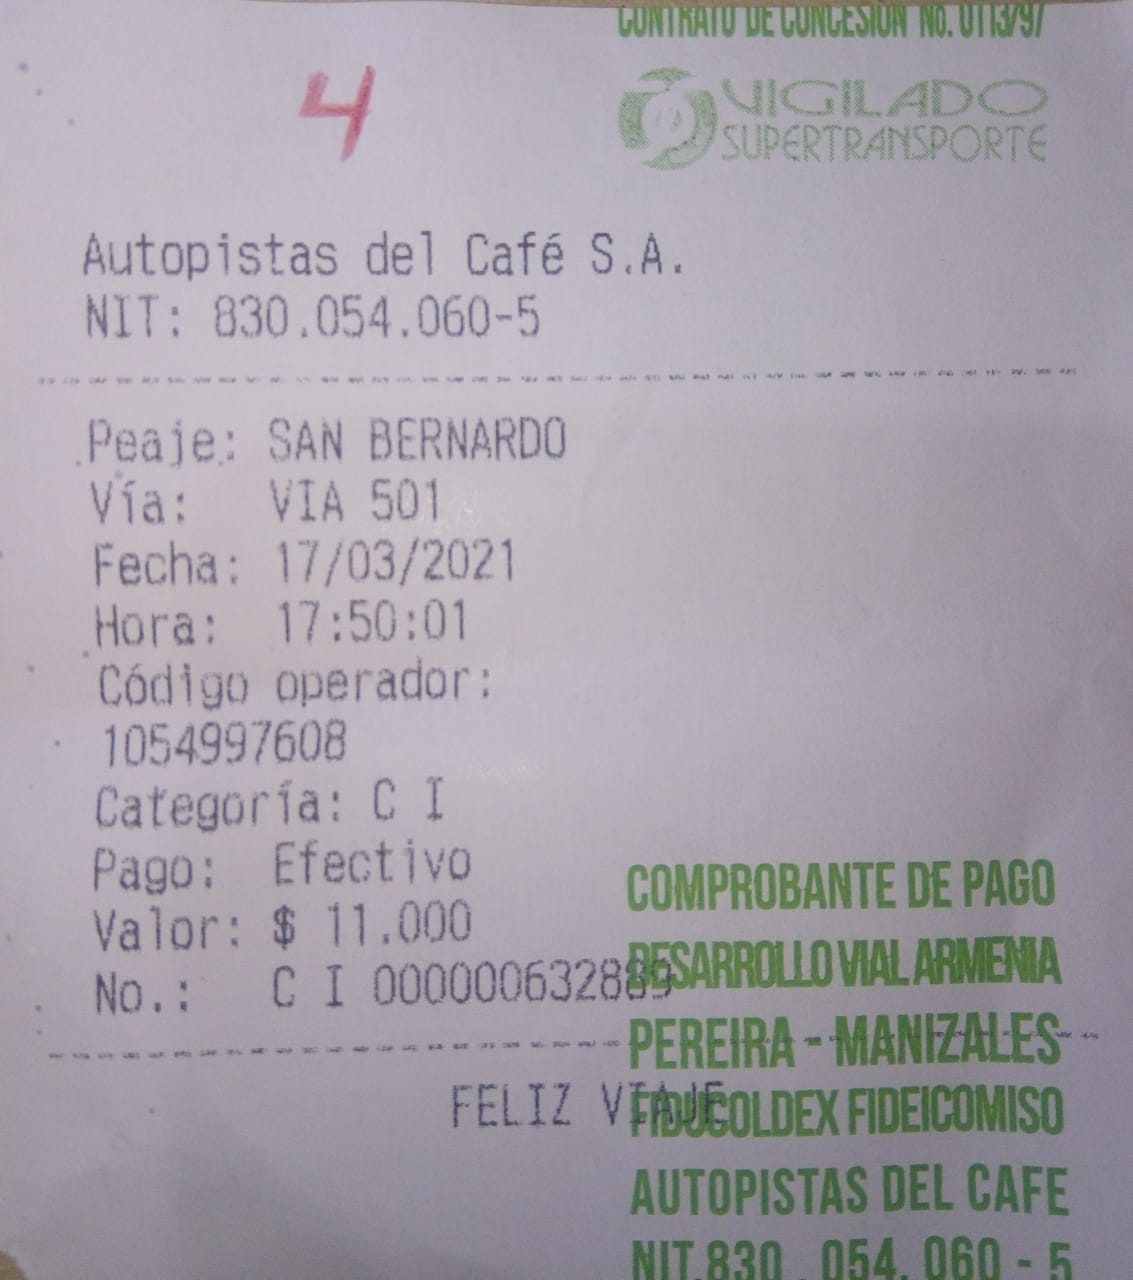 CONTRATO DE CONCESIÓN No. 0113/97
4
VIGILADO
SUPERTRANSPORTE
Autopistas del Café S.A.
NIT: 830.054.060-5
Peaje: SAN BERNARDO
Vía: VIA 501
Fecha: 17/03/2021
Hora: 17:50:01
Código operador:
1054997608
Categoría: C I
Pago: Efectivo
Valor: $ 11.000
No.: C I 000000632889
FELIZ VIAJE
COMPROBANTE DE PAGO
DESARROLLO VIAL ARMENIA
PEREIRA - MANIZALES
FIDUCOLDEX FIDEICOMISO
AUTOPISTAS DEL CAFE
NIT.830 . 054. 060 - 5